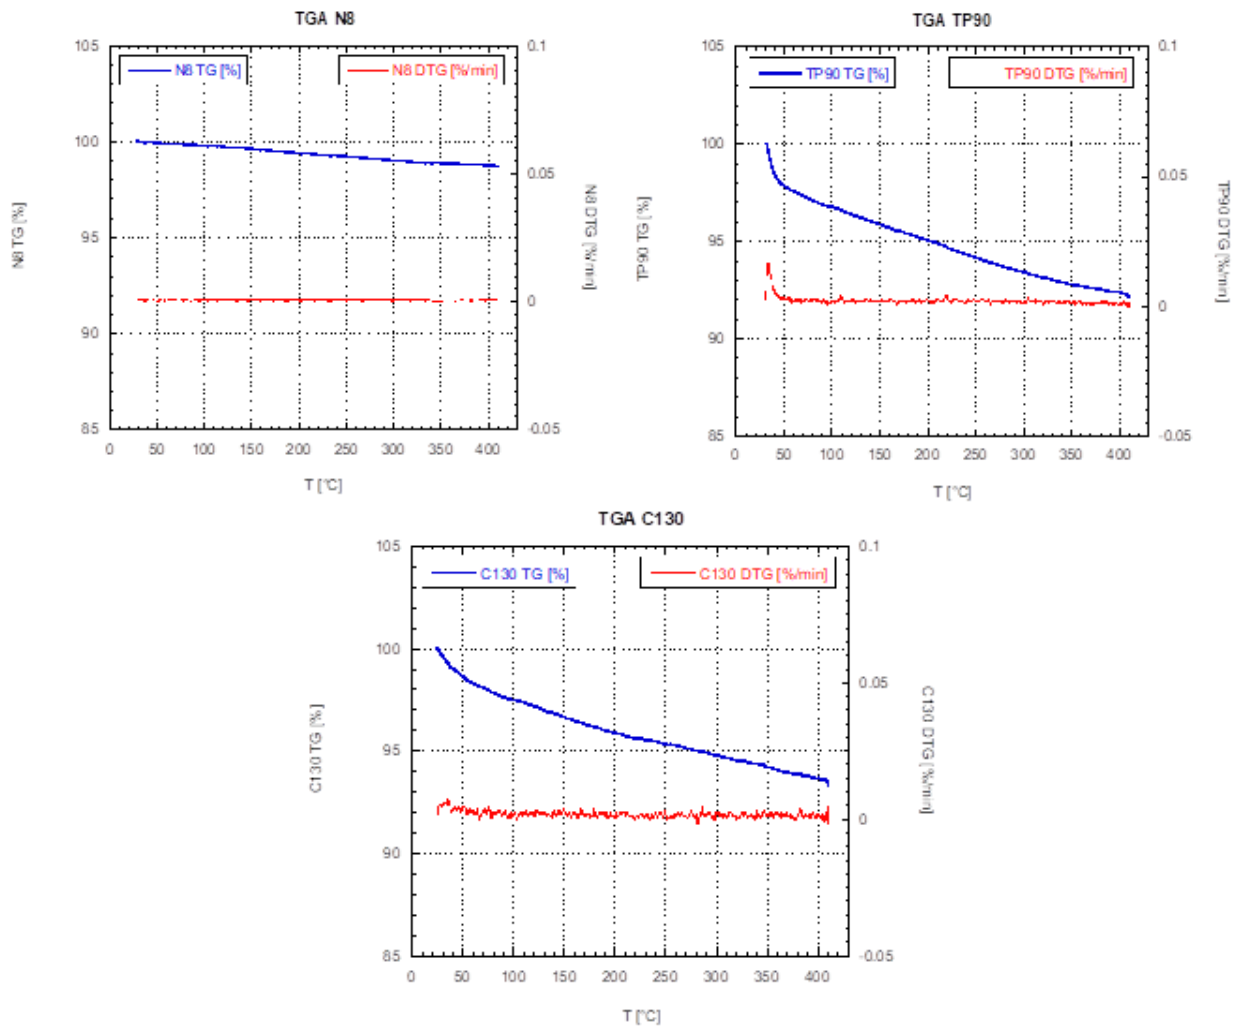 TGA N8
105
100
95
90
85
N8 TG [%]
N8 TG [%]
N8 DTG [%/min]
0.1
0.05
0
-0.05
N8 DTG [%/min]
0 50 100 150 200 250 300 350 400
T [°C]
TGA TP90
105
100
95
90
85
TP90 TG [%]
TP90 TG [%]
TP90 DTG [%/min]
0.1
0.05
0
-0.05
TP90 DTG [%/min]
0 50 100 150 200 250 300 350 400
T [°C]
TGA C130
105
100
95
90
85
C130 TG [%]
C130 TG [%]
C130 DTG [%/min]
0.1
0.05
0
-0.05
C130 DTG [%/min]
0 50 100 150 200 250 300 350 400
T [°C]